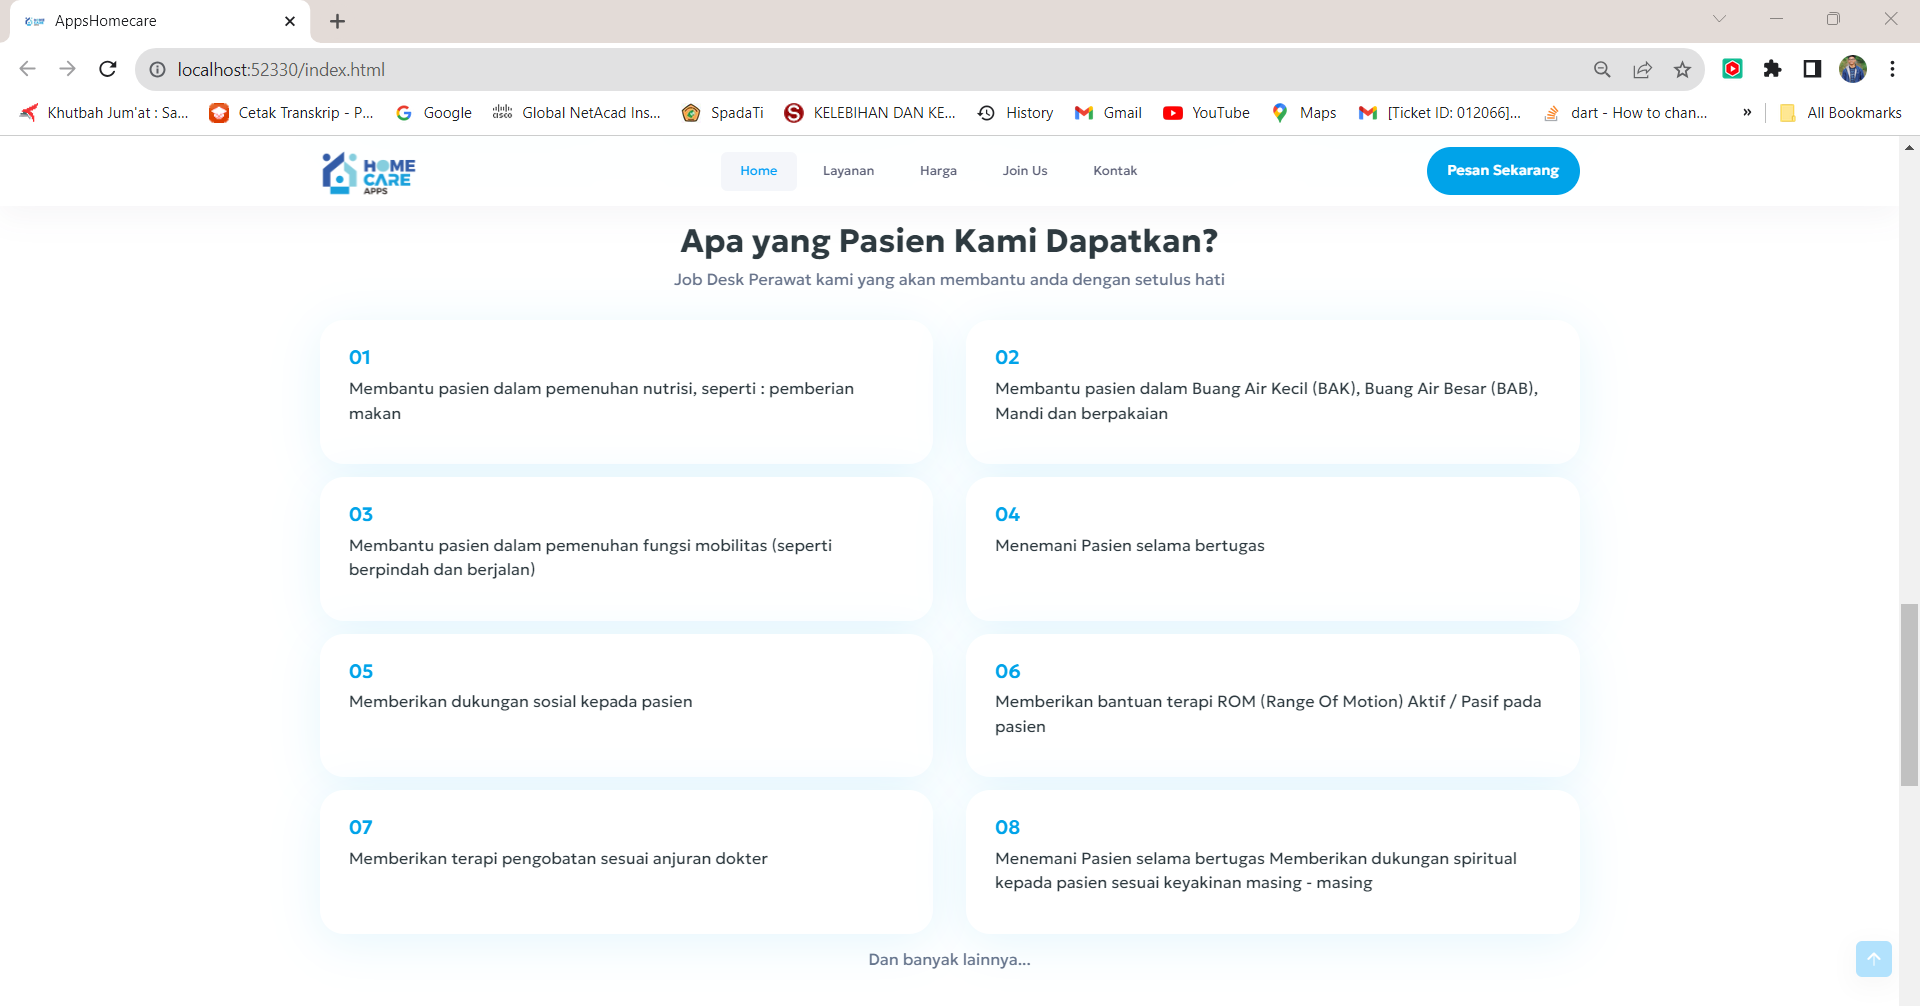 AppsHomecare
localhost:52330/index.html
Khutbah Jum'at : Sa...
Cetak Transkrip - P...
Google
Global NetAcad Ins...
SpadaTi
KELEBIHAN DAN KE...
History
Gmail
YouTube
Maps
[Ticket ID: 012066]...
dart - How to chan...
»
All Bookmarks
HOME
CARE
APPS
Home
Layanan
Harga
Join Us
Kontak
Pesan Sekarang
Apa yang Pasien Kami Dapatkan?
Job Desk Perawat kami yang akan membantu anda dengan setulus hati
01
Membantu pasien dalam pemenuhan nutrisi, seperti : pemberian
makan
02
Membantu pasien dalam Buang Air Kecil (BAK), Buang Air Besar (BAB),
Mandi dan berpakaian
03
Membantu pasien dalam pemenuhan fungsi mobilitas (seperti
berpindah dan berjalan)
04
Menemani Pasien selama bertugas
05
Memberikan dukungan sosial kepada pasien
06
Memberikan bantuan terapi ROM (Range Of Motion) Aktif / Pasif pada
pasien
07
Memberikan terapi pengobatan sesuai anjuran dokter
08
Menemani Pasien selama bertugas Memberikan dukungan spiritual
kepada pasien sesuai keyakinan masing - masing
Dan banyak lainnya...